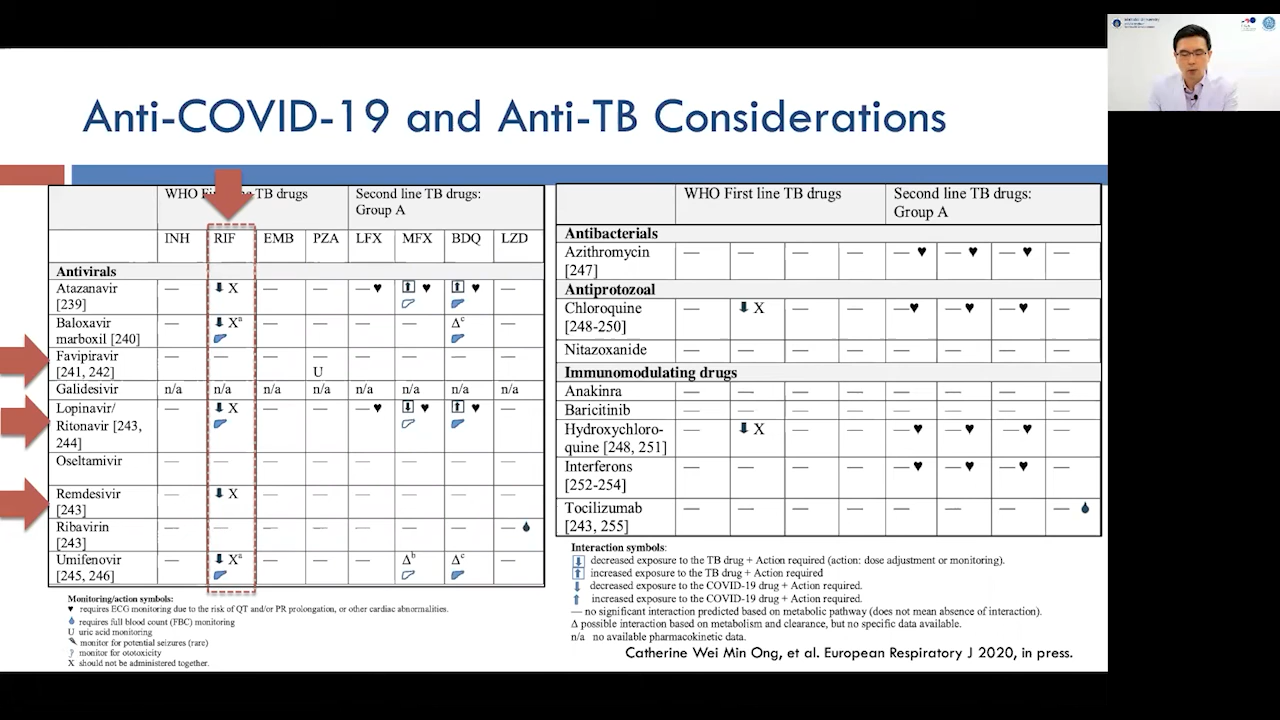 Anti-COVID-19 and Anti-TB Considerations
WHO First line TB drugs
Second line TB drugs:
Group A
INH RIF EMB PZA LFX MFX BDQ LZD
Antivirals
Atazanavir
[239] — X — — — ♥ ♥ ♥ —
Baloxavir
marboxil [240] — Xᵃ — — Δᶜ
Favipiravir
[241, 242] — — — — U — — — —
Galidesivir n/a n/a n/a n/a n/a n/a n/a n/a
Lopinavir/
Ritonavir [243,
244] — X — — — ♥ ♥ ♥ —
Oseltamivir — — — — — — — —
Remdesivir
[243] — X — — — — — —
Ribavirin
[243] — — — — — — — —
Umifenovir
[245, 246] — Xᵃ — — — Δᵇ Δᶜ —
Monitoring/action symbols:
♥ requires ECG monitoring due to the risk of QT and/or PR prolongation, or other cardiac abnormalities.
requires full blood count (FBC) monitoring
U uric acid monitoring
monitor for potential seizures (rare)
monitor for ototoxicity
X should not be administered together.
WHO First line TB drugs
Second line TB drugs:
Group A
Antibacterials
Azithromycin
[247] — — — — — ♥ — ♥ — ♥ —
Antiprotozoal
Chloroquine
[248-250] — X — — — ♥ — ♥ — ♥ —
Nitazoxanide — — — — — — — —
Immunomodulating drugs
Anakinra — — — — — — — —
Baricitinib — — — — — — — —
Hydroxychloro-
quine [248, 251] — X — — — ♥ — ♥ — ♥ —
Interferons
[252-254] — — — — — ♥ — ♥ — ♥ —
Tocilizumab
[243, 255] — — — — — — — —
Interaction symbols:
decreased exposure to the TB drug + Action required (action: dose adjustment or monitoring).
increased exposure to the TB drug + Action required
decreased exposure to the COVID-19 drug + Action required.
increased exposure to the COVID-19 drug + Action required.
— no significant interaction predicted based on metabolic pathway (does not mean absence of interaction).
Δ possible interaction based on metabolism and clearance, but no specific data available.
n/a no available pharmacokinetic data.
Catherine Wei Min Ong, et al. European Respiratory J 2020, in press.